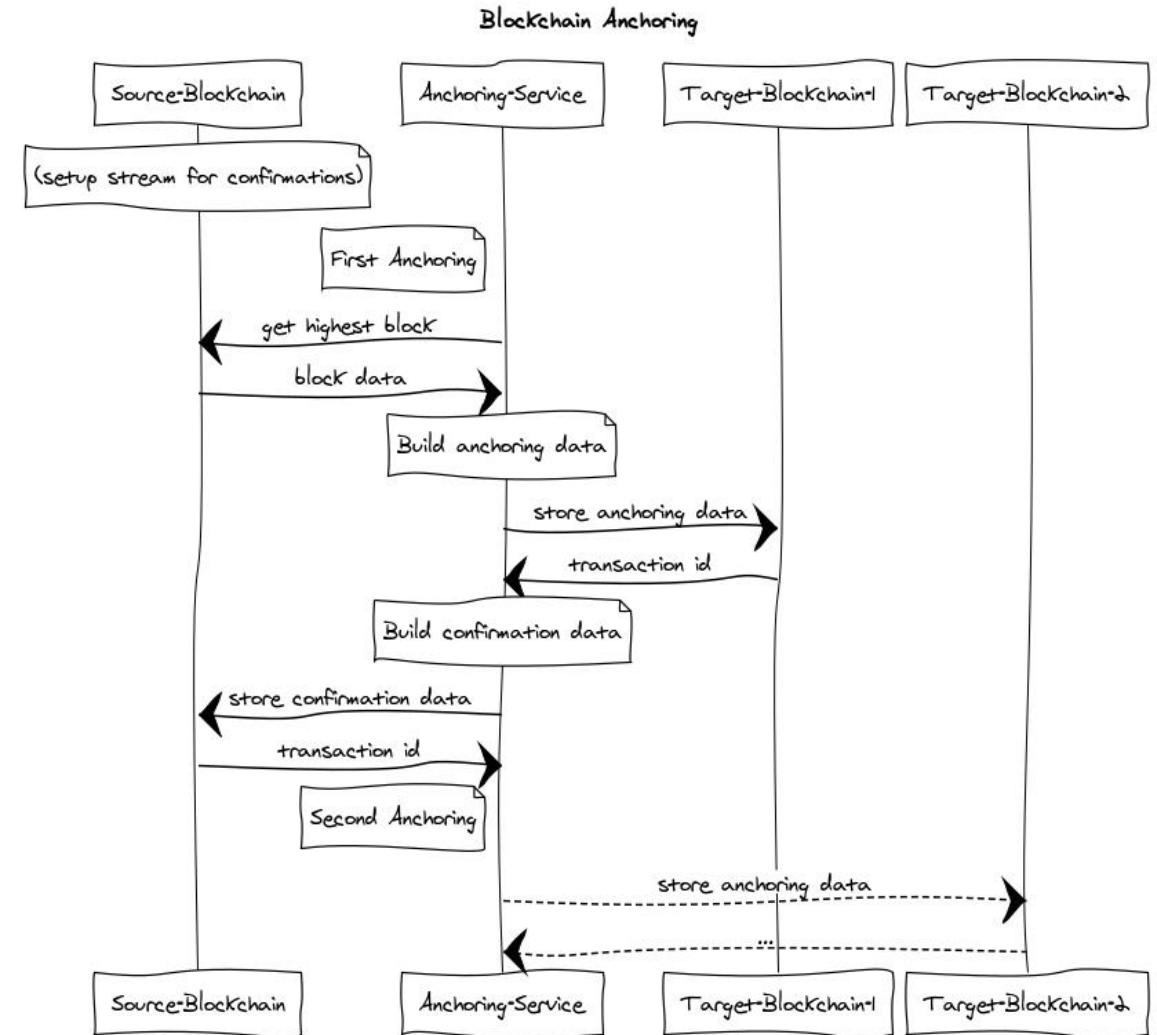 Blockchain Anchoring
Source-Blockchain
Anchoring-Service
Target-Blockchain-1
Target-Blockchain-2
(setup stream for confirmations)
First Anchoring
get highest block
block data
Build anchoring data
store anchoring data
transaction id
Build confirmation data
store confirmation data
transaction id
Second Anchoring
store anchoring data
...
Source-Blockchain
Anchoring-Service
Target-Blockchain-1
Target-Blockchain-2